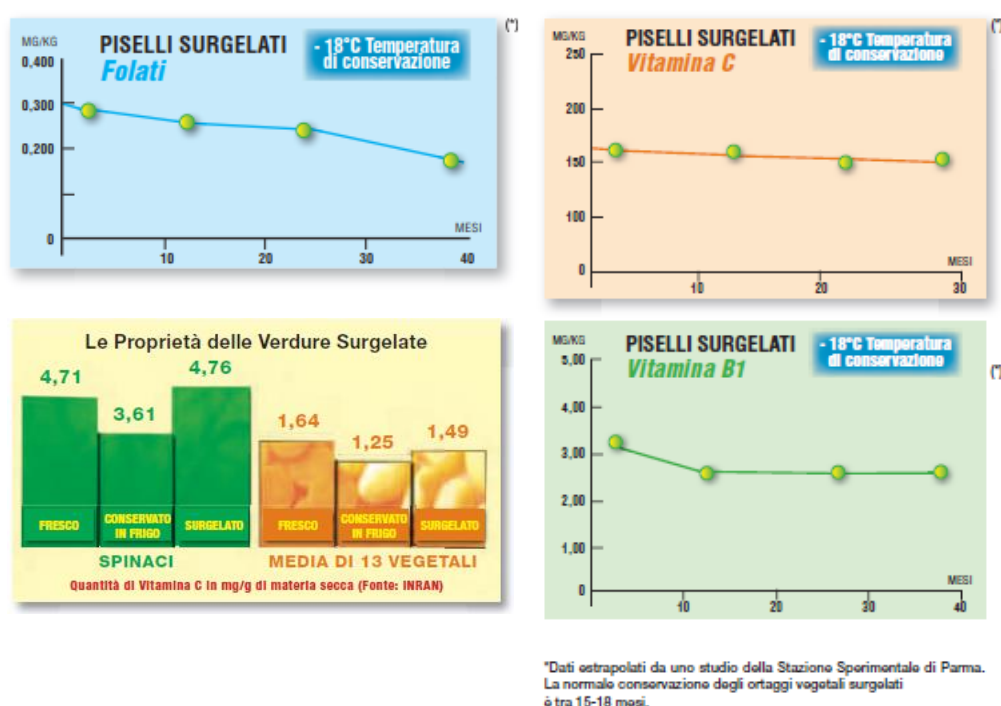 (*)
MG/KG
PISELLI SURGELATI
Folati
- 18°C Temperatura
di conservazione
0,400
0,300
0,200
0
MESI
10 20 30 40
(*)
MG/KG
PISELLI SURGELATI
Vitamina C
- 18°C Temperatura
di conservazione
250
200
150
100
0
MESI
10 20 30
Le Proprietà delle Verdure Surgelate
4,71 3,61 4,76
1,64 1,25 1,49
FRESCO CONSERVATO IN FRIGO SURGELATO
FRESCO CONSERVATO IN FRIGO SURGELATO
SPINACI MEDIA DI 13 VEGETALI
Quantità di Vitamina C in mg/g di materia secca (Fonte: INRAN)
MG/KG
PISELLI SURGELATI
Vitamina B1
- 18°C Temperatura
di conservazione
(*)
5,00
4,00
3,00
2,00
1,00
0
MESI
10 20 30 40
*Dati estrapolati da uno studio della Stazione Sperimentale di Parma.
La normale conservazione degli ortaggi vegetali surgelati
è tra 15-18 mesi.